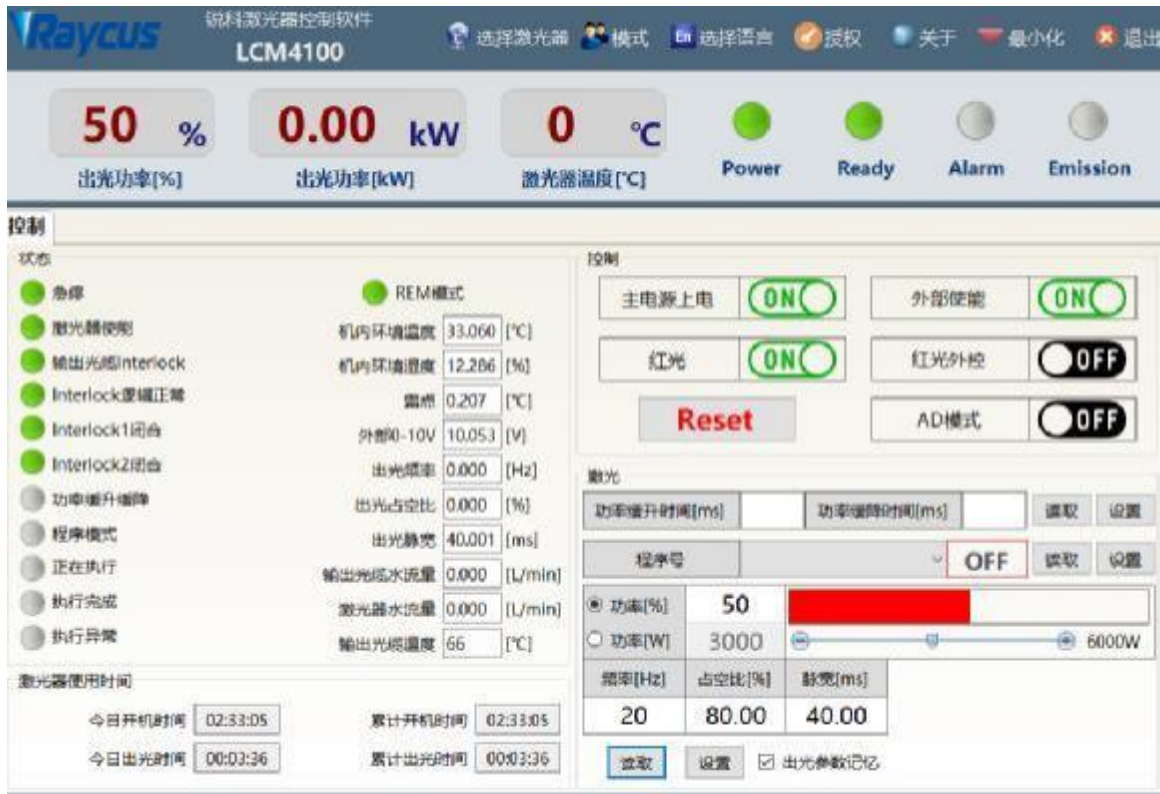 Raycus 锐科激光器控制软件 LCM4100 选择激光器 模式 En 选择语言 授权 关于 最小化 退出
50 % 0.00 kW 0 ℃
出光功率[%] 出光功率[kW] 激光器温度[℃] Power Ready Alarm Emission
控制
状态
急停 REM模式
激光器使能 机内环境温度 33.060 [℃]
输出光缆Interlock 机内环境湿度 12.286 [%]
Interlock逻辑正常 露点 0.207 [℃]
Interlock1闭合 外部0-10V 10.053 [V]
Interlock2闭合 出光频率 0.000 [Hz]
功率缓升缓降 出光占空比 0.000 [%]
程序模式 出光脉宽 40.001 [ms]
正在执行 输出光缆水流量 0.000 [L/min]
执行完成 激光器水流量 0.000 [L/min]
执行异常 输出光缆温度 66 [℃]
激光器使用时间
今日开机时间 02:33:05 累计开机时间 02:33:05
今日出光时间 00:03:36 累计出光时间 00:03:36
控制
主电源上电 ON 外部使能 ON
红光 ON 红光外控 OFF
Reset AD模式 OFF
激光
功率缓升时间[ms] 功率缓降时间[ms] 读取 设置
程序号 OFF 读取 设置
功率[%] 50
功率[W] 3000 6000W
频率[Hz] 占空比[%] 脉宽[ms]
20 80.00 40.00
读取 设置 出光参数记忆